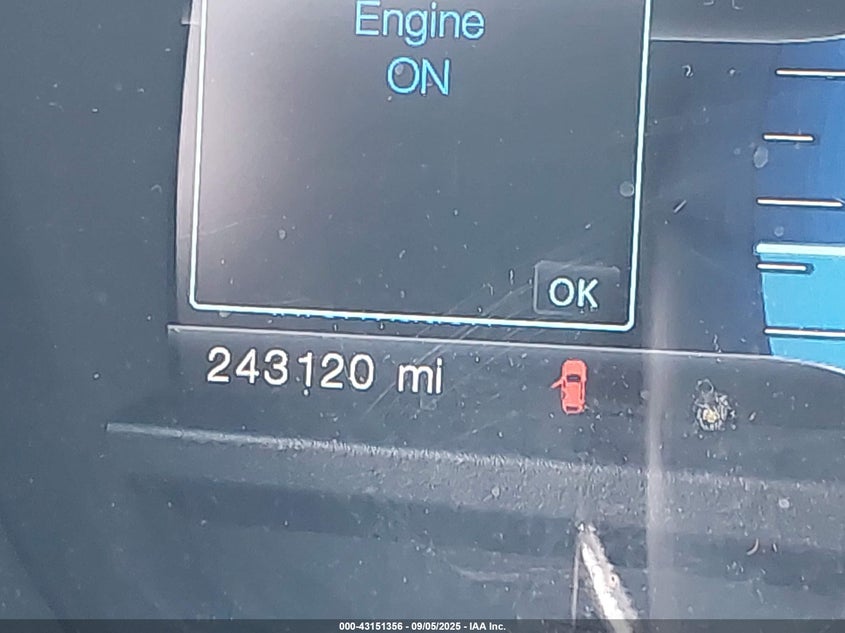 Engine
ON
OK
243120 mi
000-43151356 - 09/05/2025 - IAA Inc.